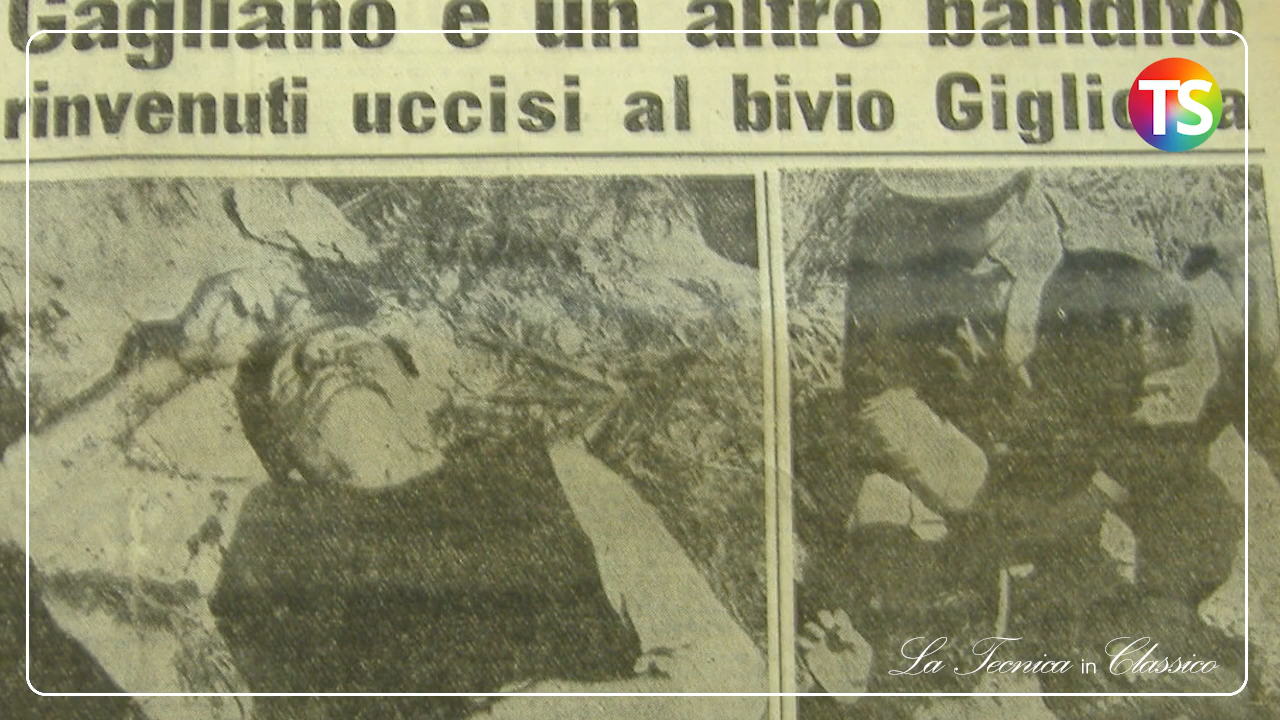 Gagliano e un altro bandito
rinvenuti uccisi al bivio
TS
La Tecnica in Classico